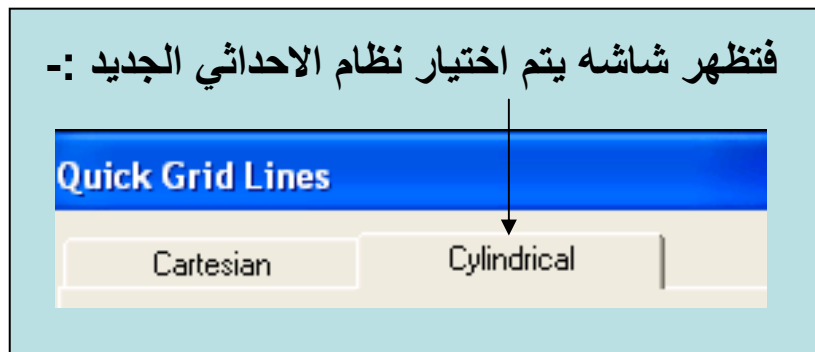 فتظهر شاشه يتم اختيار نظام الاحداثي الجديد :-
Quick Grid Lines
Cartesian Cylindrical